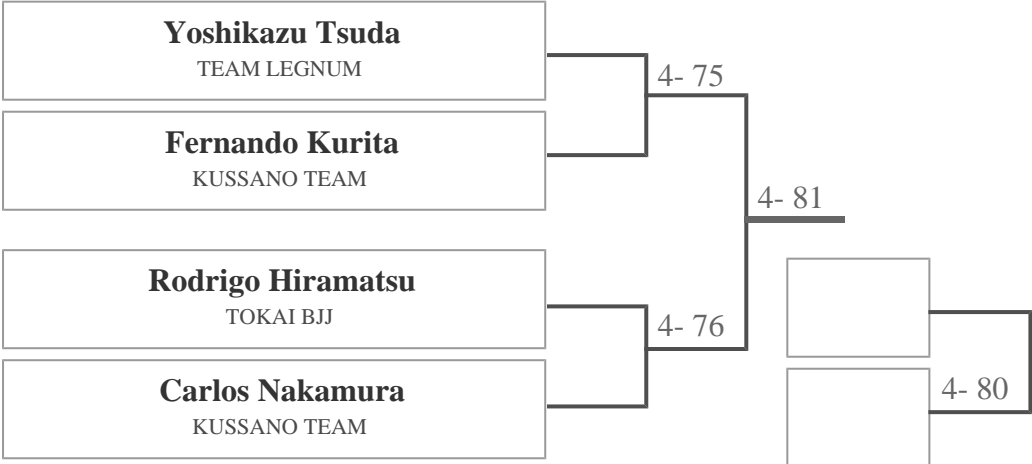 Yoshikazu Tsuda
TEAM LEGNUM
4- 75
Fernando Kurita
KUSSANO TEAM
4- 81
Rodrigo Hiramatsu
TOKAI BJJ
4- 76
Carlos Nakamura
KUSSANO TEAM
4- 80